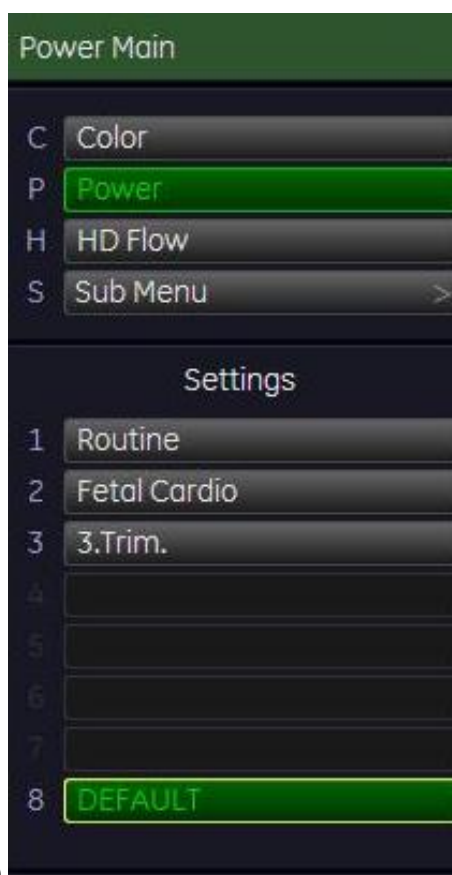 Power Main
C Color
P Power
H HD Flow
S Sub Menu >
Settings
1 Routine
2 Fetal Cardio
3 3.Trim.
4
5
6
7
8 DEFAULT